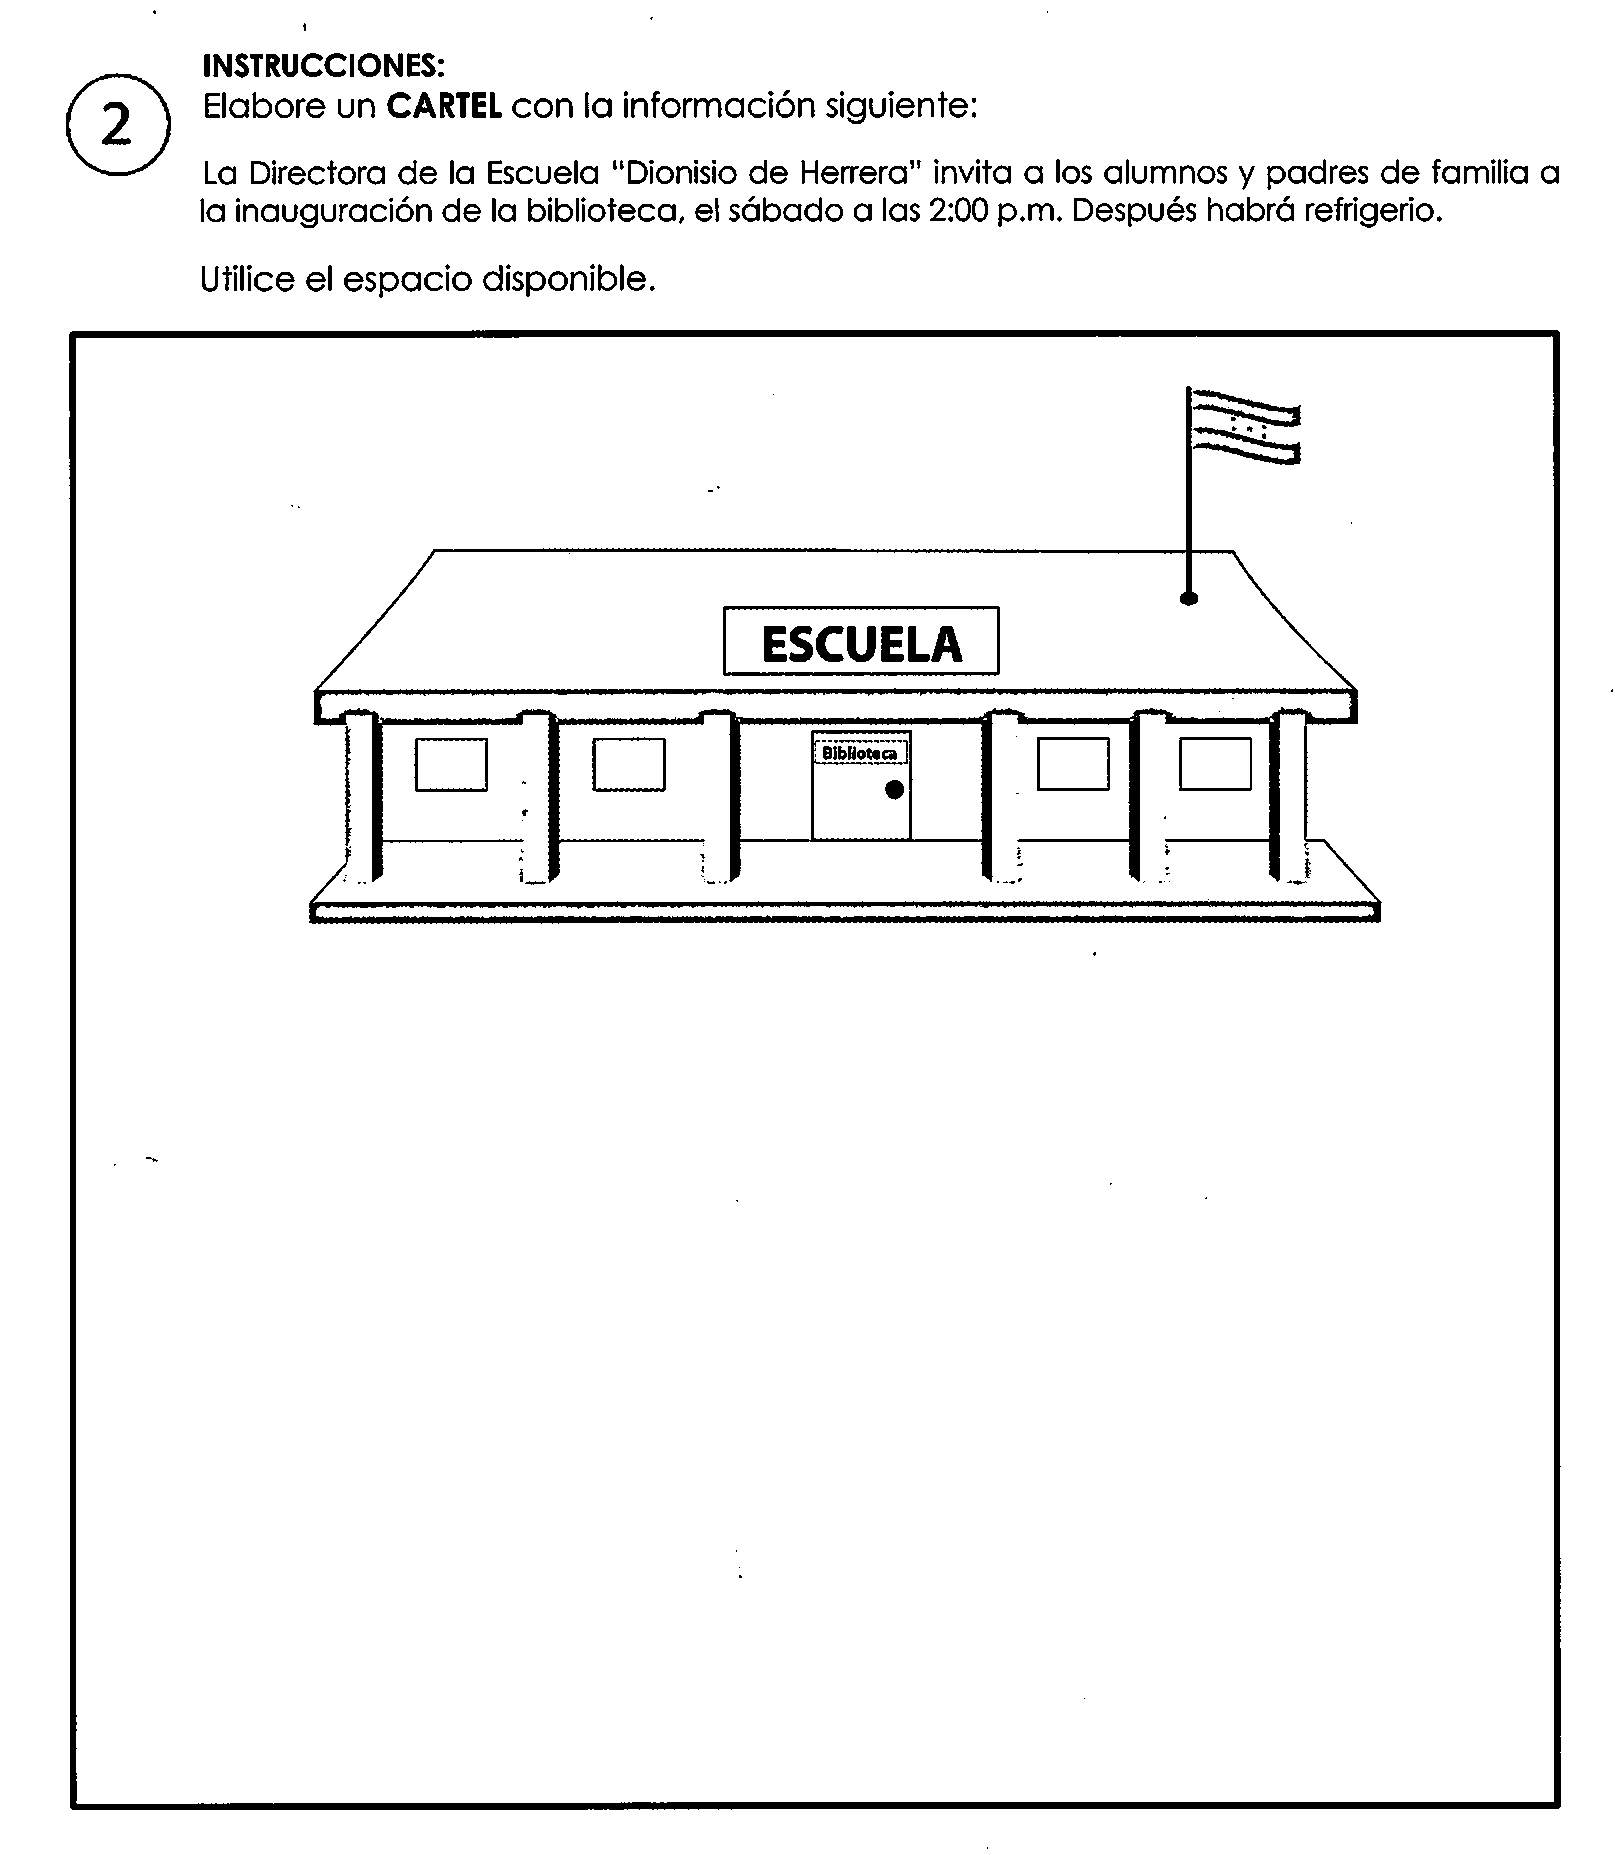 INSTRUCCIONES:
2
Elabore un CARTEL con la información siguiente:
La Directora de la Escuela "Dionisio de Herrera" invita a los alumnos y padres de familia a
la inauguración de la biblioteca, el sábado a las 2:00 p.m. Después habrá refrigerio.
Utilice el espacio disponible.
ESCUELA
Biblioteca